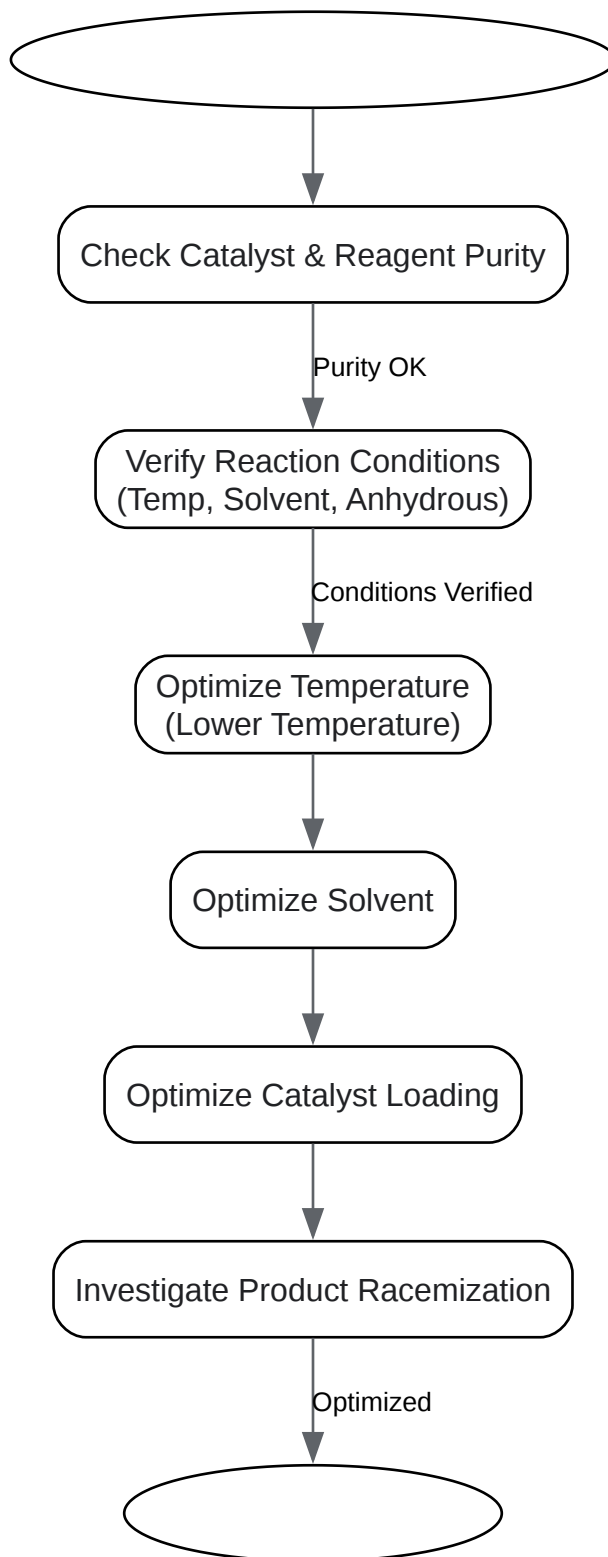 Check Catalyst & Reagent Purity
Purity OK
Verify Reaction Conditions
(Temp, Solvent, Anhydrous)
Conditions Verified
Optimize Temperature
(Lower Temperature)
Optimize Solvent
Optimize Catalyst Loading
Investigate Product Racemization
Optimized